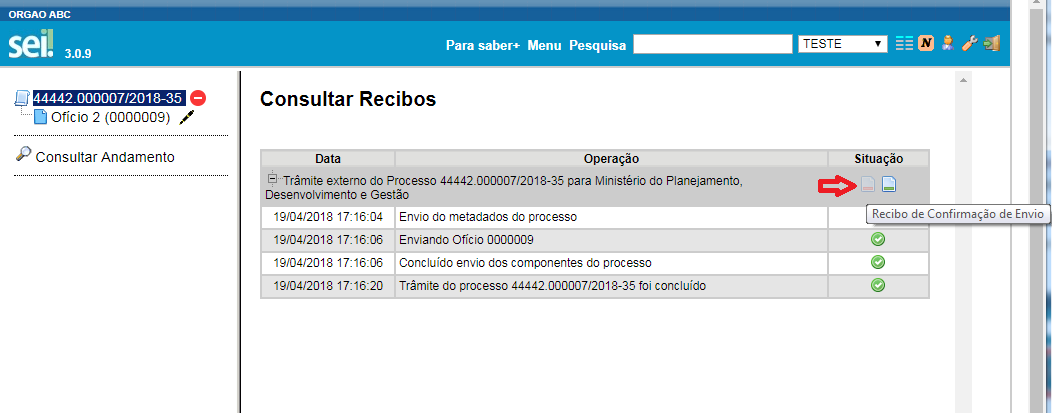 ORGAO ABC
sei! 3.0.9
Para saber+ Menu Pesquisa TESTE N
44442.000007/2018-35
Ofício 2 (0000009)
Consultar Andamento
Consultar Recibos
Data Operação Situação
Trâmite externo do Processo 44442.000007/2018-35 para Ministério do Planejamento,
Desenvolvimento e Gestão
Recibo de Confirmação de Envio
19/04/2018 17:16:04 Envio do metadados do processo
19/04/2018 17:16:06 Enviando Ofício 0000009
19/04/2018 17:16:06 Concluído envio dos componentes do processo
19/04/2018 17:16:20 Trâmite do processo 44442.000007/2018-35 foi concluído